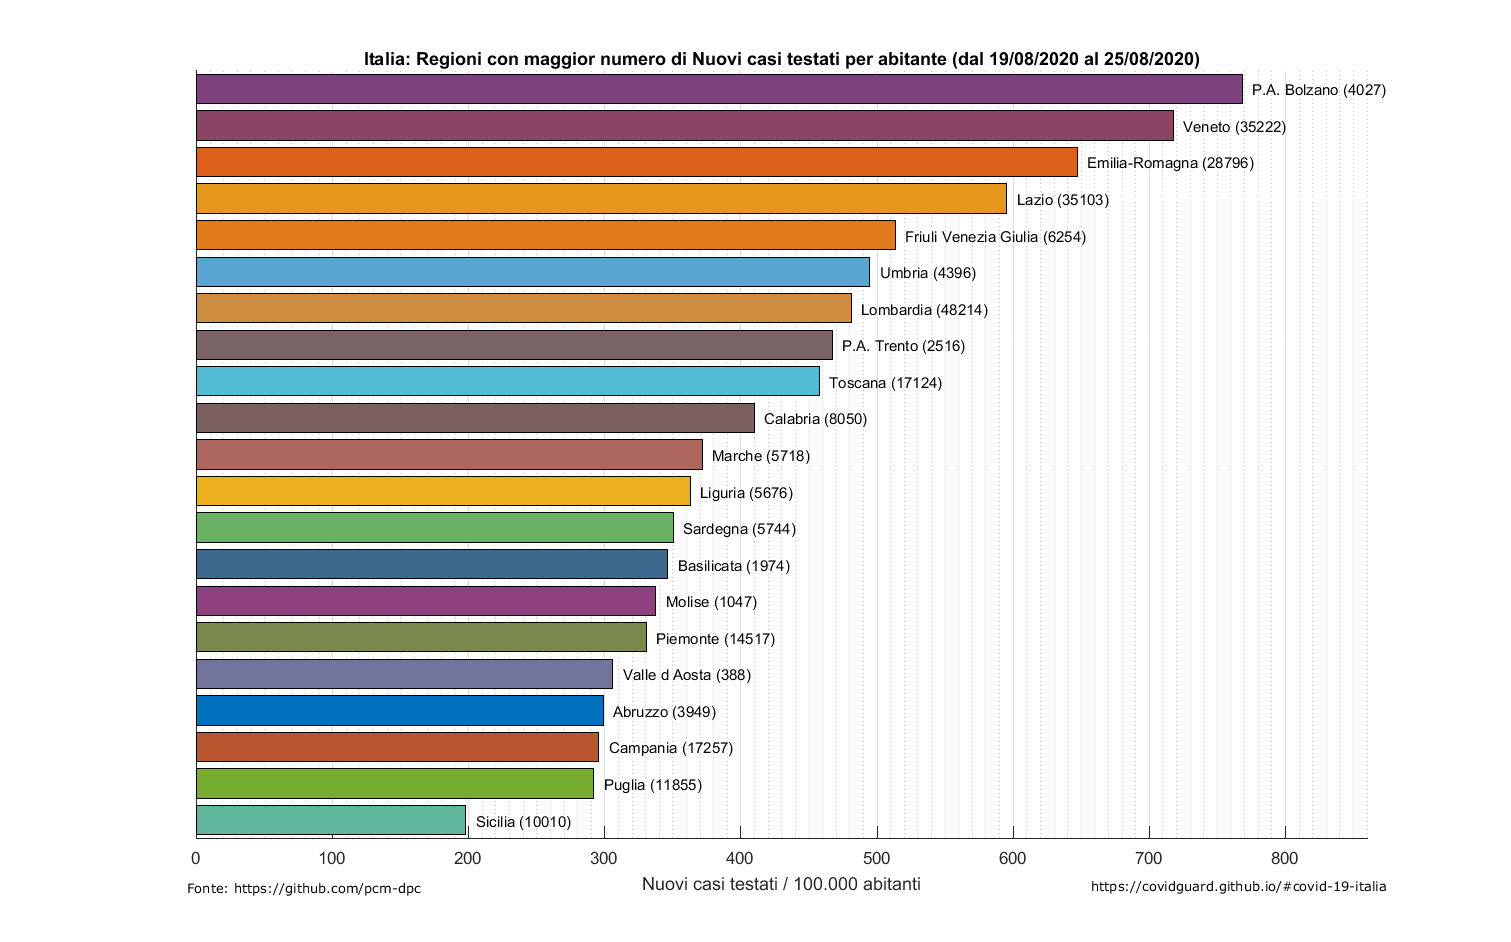 Italia: Regioni con maggior numero di Nuovi casi testati per abitante (dal 19/08/2020 al 25/08/2020)
P.A. Bolzano (4027)
Veneto (35222)
Emilia-Romagna (28796)
Lazio (35103)
Friuli Venezia Giulia (6254)
Umbria (4396)
Lombardia (48214)
P.A. Trento (2516)
Toscana (17124)
Calabria (8050)
Marche (5718)
Liguria (5676)
Sardegna (5744)
Basilicata (1974)
Molise (1047)
Piemonte (14517)
Valle d Aosta (388)
Abruzzo (3949)
Campania (17257)
Puglia (11855)
Sicilia (10010)
0 100 200 300 400 500 600 700 800
Nuovi casi testati / 100.000 abitanti
Fonte: https://github.com/pcm-dpc
https://covidguard.github.io/#covid-19-italia